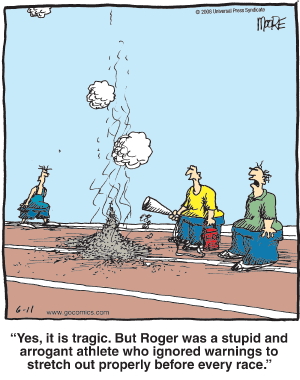 © 2008 Universal Press Syndicate
MOORE
6-11
www.gocomics.com
"Yes, it is tragic. But Roger was a stupid and
arrogant athlete who ignored warnings to
stretch out properly before every race."